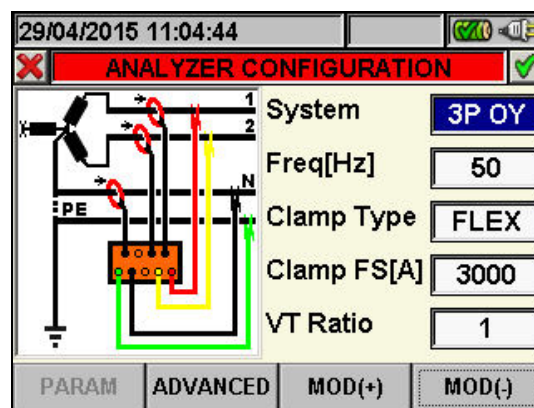 29/04/2015 11:04:44
ANALYZER CONFIGURATION
1
2
N
PE
System 3P OY
Freq[Hz] 50
Clamp Type FLEX
Clamp FS[A] 3000
VT Ratio 1
PARAM ADVANCED MOD(+) MOD(-)